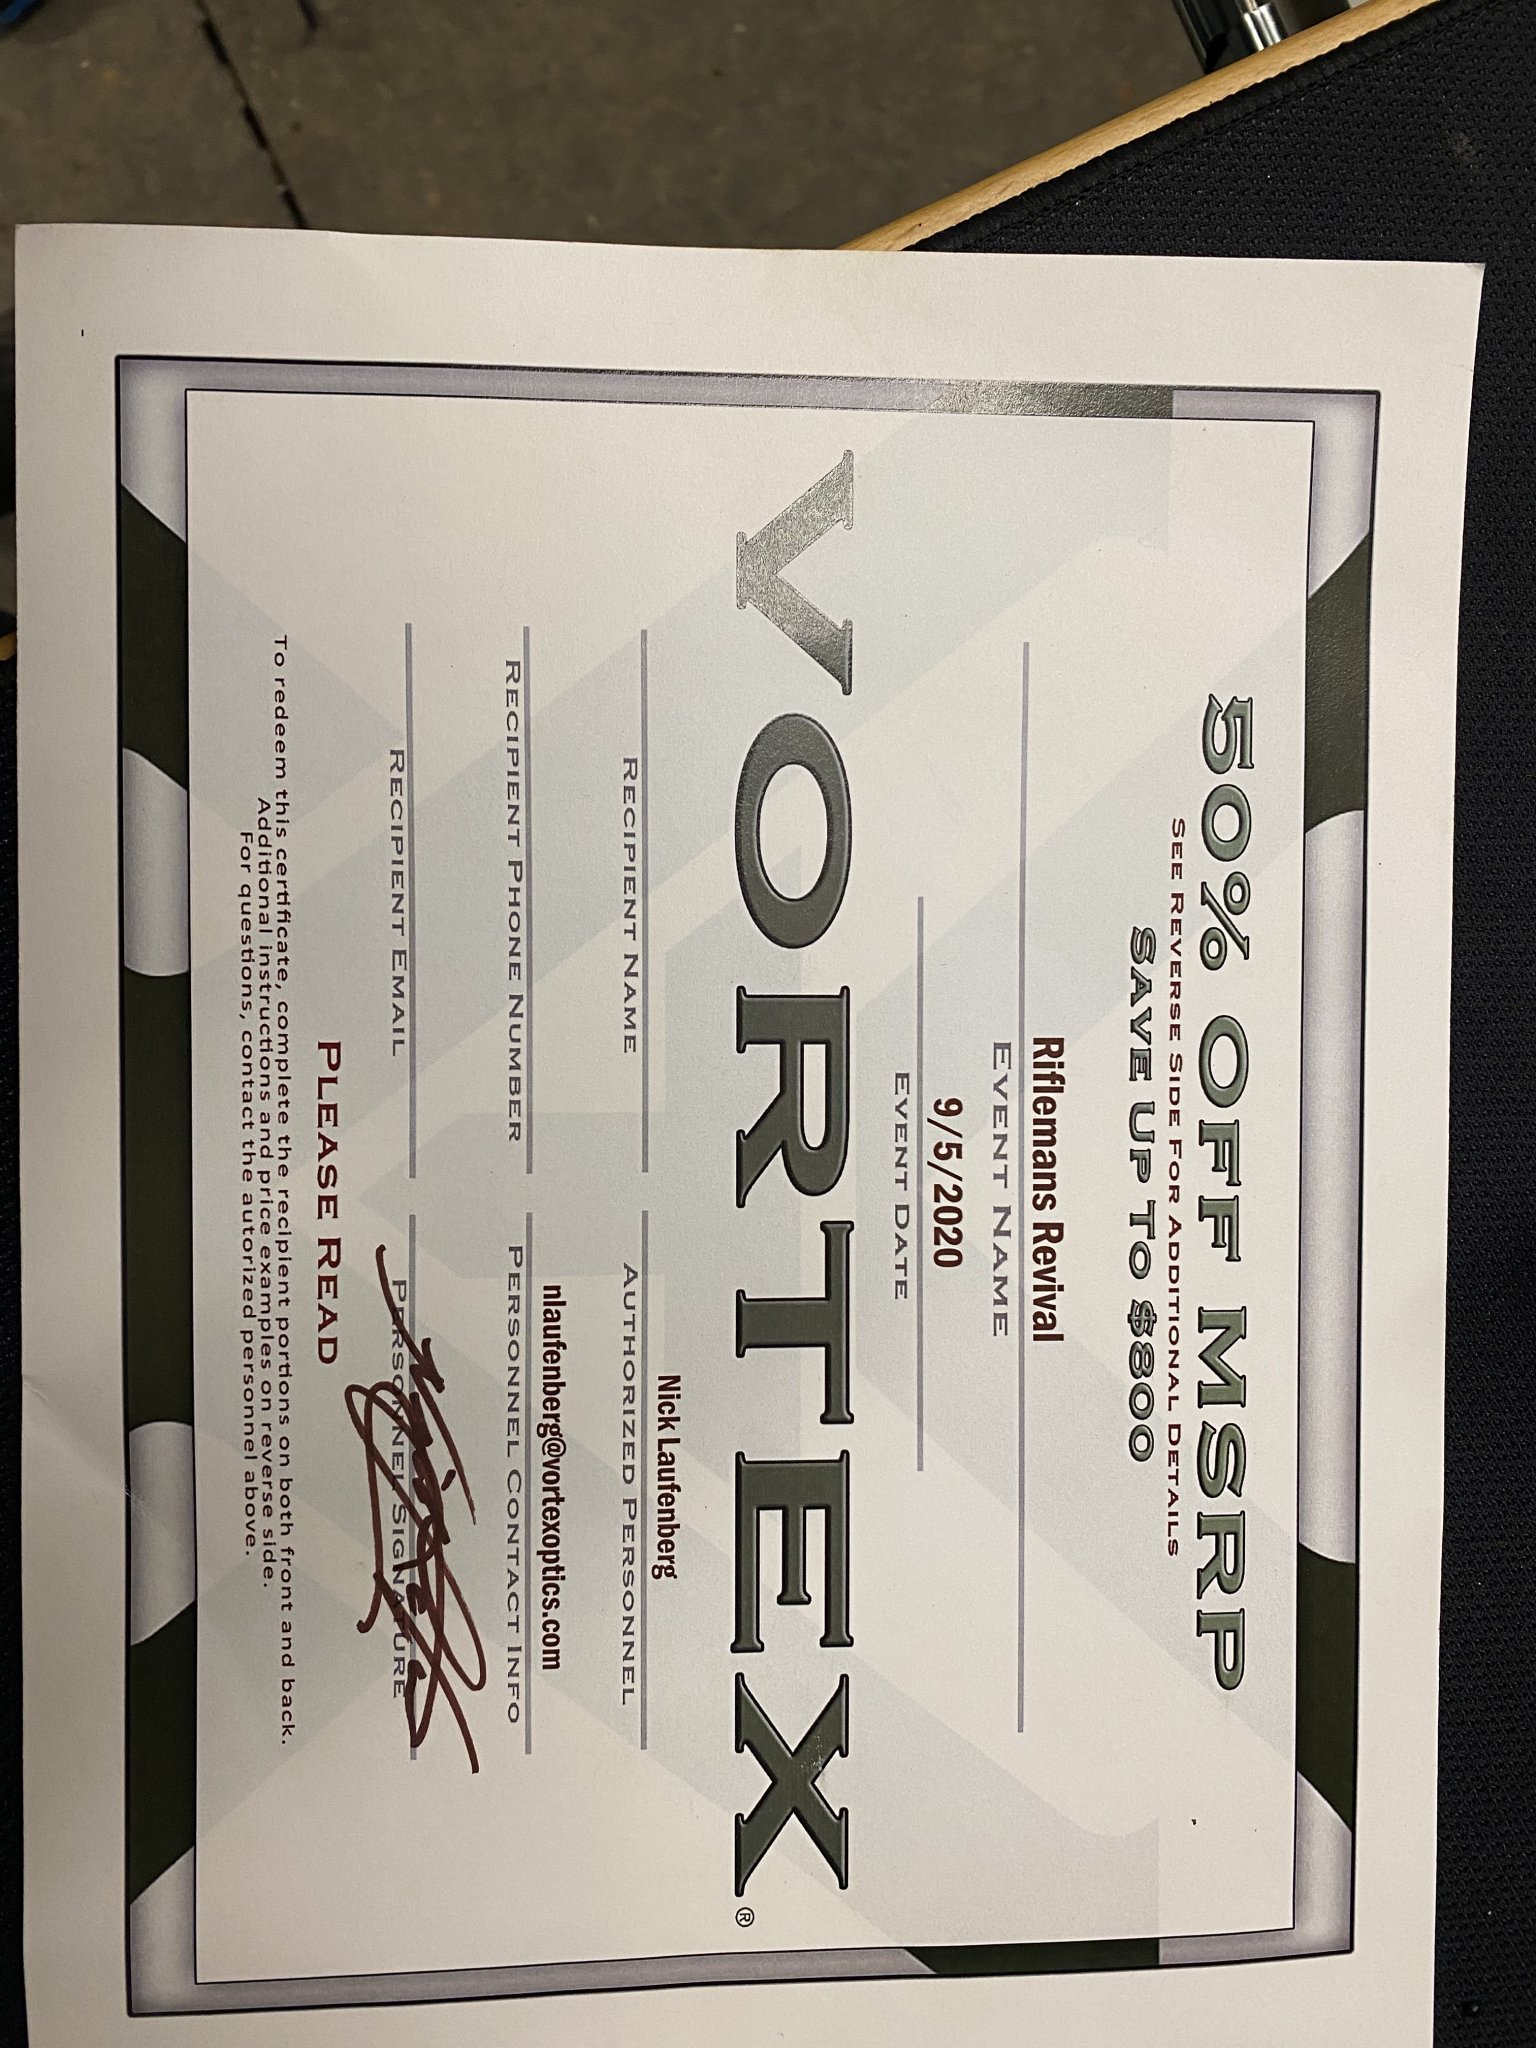 50% OFF MSRP
SEE REVERSE SIDE FOR ADDITIONAL DETAILS
SAVE UP TO $800
Riflemans Revival
EVENT NAME
9/5/2020
EVENT DATE
VORTEX®
Nick Laufenberg
RECIPIENT NAME AUTHORIZED PERSONNEL
nlaufenberg@vortexoptics.com
RECIPIENT PHONE NUMBER PERSONNEL CONTACT INFO
RECIPIENT EMAIL PERSONNEL SIGNATURE
PLEASE READ
To redeem this certificate, complete the recipient portions on both front and back.
Additional instructions and price examples on reverse side.
For questions, contact the autorized personnel above.